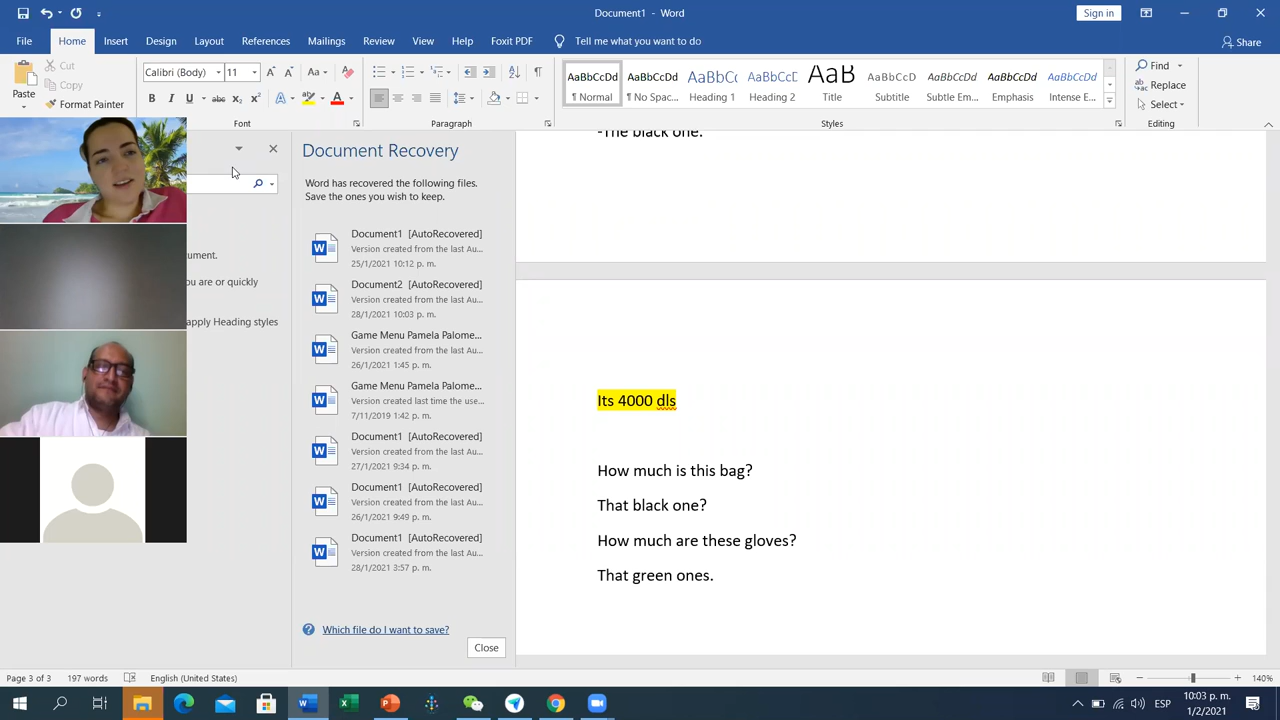 Document1 - Word
Sign in
File Home Insert Design Layout References Mailings Review View Help Foxit PDF Tell me what you want to do Share
Paste
Cut
Copy
Format Painter
Calibri (Body) 11
Font
Paragraph
AaBbCcDd AaBbCcDd AaBbCc AaBbCcE AaB AaBbCcDd AaBbCcDd AaBbCcDd AaBbCcDd
¶ Normal ¶ No Spac... Heading 1 Heading 2 Title Subtitle Subtle Em... Emphasis Intense E...
Styles
Find
Replace
Select
Editing
cument.
ou are or quickly
apply Heading styles
Document Recovery
Word has recovered the following files.
Save the ones you wish to keep.
Document1 [AutoRecovered]
Version created from the last Au...
25/1/2021 10:12 p. m.
Document2 [AutoRecovered]
Version created from the last Au...
28/1/2021 10:03 p. m.
Game Menu Pamela Palome...
Version created from the last Au...
26/1/2021 1:45 p. m.
Game Menu Pamela Palome...
Version created last time the use...
7/11/2019 1:42 p. m.
Document1 [AutoRecovered]
Version created from the last Au...
27/1/2021 9:34 p. m.
Document1 [AutoRecovered]
Version created from the last Au...
26/1/2021 9:49 p. m.
Document1 [AutoRecovered]
Version created from the last Au...
28/1/2021 3:57 p. m.
Which file do I want to save?
Close
-The black one.
Its 4000 dls
How much is this bag?
That black one?
How much are these gloves?
That green ones.
Page 3 of 3 197 words English (United States) 140%
ESP
10:03 p. m.
1/2/2021